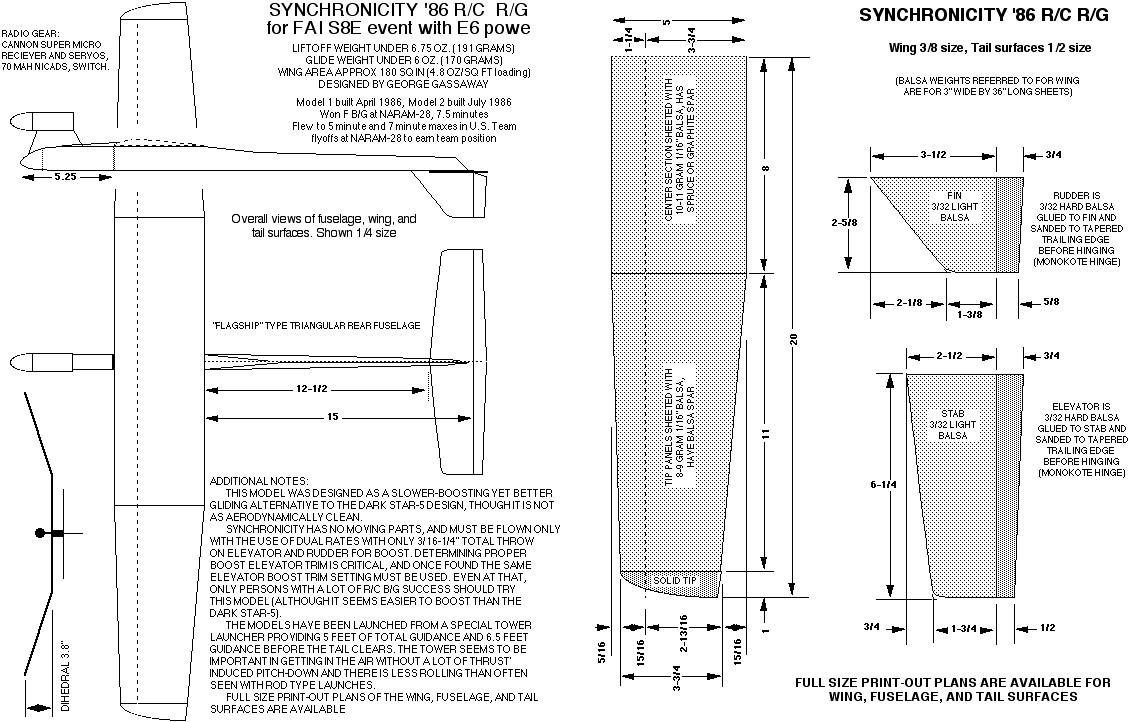 SYNCHRONICITY '86 R/C R/G
for FAI S8E event with E6 powe
LIFTOFF WEIGHT UNDER 6.75 OZ. (191 GRAMS)
GLIDE WEIGHT UNDER 6 OZ. (170 GRAMS)
WING AREA APPROX 180 SQ IN (4.8 OZ/SQ FT loading)
DESIGNED BY GEORGE GASSAWAY
Model 1 built April 1986, Model 2 built July 1986
Won F B/G at NARAM-28, 7.5 minutes
Flew to 5 minute and 7 minute maxes in U.S. Team
flyoffs at NARAM-28 to earn team position
RADIO GEAR:
CANNON SUPER MICRO
RECIEVER AND SERVOS,
70 MAH NICADS, SWITCH.
5.25
Overall views of fuselage, wing, and
tail surfaces. Shown 1/4 size
"FLAGSHIP" TYPE TRIANGULAR REAR FUSELAGE
12-1/2
15
DIHEDRAL 3.8"
ADDITIONAL NOTES:
THIS MODEL WAS DESIGNED AS A SLOWER-BOOSTING YET BETTER
GLIDING ALTERNATIVE TO THE DARK STAR-5 DESIGN, THOUGH IT IS NOT
AS AERODYNAMICALLY CLEAN.
SYNCHRONICITY HAS NO MOVING PARTS, AND MUST BE FLOWN ONLY
WITH THE USE OF DUAL RATES WITH ONLY 3/16-1/4" TOTAL THROW
ON ELEVATOR AND RUDDER FOR BOOST. DETERMINING PROPER
BOOST ELEVATOR TRIM IS CRITICAL, AND ONCE FOUND THE SAME
ELEVATOR BOOST TRIM SETTING MUST BE USED. EVEN AT THAT,
ONLY PERSONS WITH A LOT OF R/C B/G SUCCESS SHOULD TRY
THIS MODEL (ALTHOUGH IT SEEMS EASIER TO BOOST THAN THE
DARK STAR-5).
THE MODELS HAVE BEEN LAUNCHED FROM A SPECIAL TOWER
LAUNCHER PROVIDING 5 FEET OF TOTAL GUIDANCE AND 6.5 FEET
GUIDANCE BEFORE THE TAIL CLEARS. THE TOWER SEEMS TO BE
IMPORTANT IN GETTING IN THE AIR WITHOUT A LOT OF THRUST'
INDUCED PITCH-DOWN AND THERE IS LESS ROLLING THAN OFTEN
SEEN WITH ROD TYPE LAUNCHES.
FULL SIZE PRINT-OUT PLANS OF THE WING, FUSELAGE, AND TAIL
SURFACES ARE AVAILABLE
5
1-1/4
3-3/4
CENTER SECTION SHEETED WITH
10-11 GRAM 1/16" BALSA, HAS
SPRUCE OR GRAPHITE SPAR
8
20
TIP PANELS SHEETED WITH
8-9 GRAM 1/16" BALSA,
HAVE BALSA SPAR
11
SOLID TIP
1
5/16
15/16
2-13/16
15/16
3-3/4
SYNCHRONICITY '86 R/C R/G
Wing 3/8 size, Tail surfaces 1/2 size
(BALSA WEIGHTS REFERRED TO FOR WING
ARE FOR 3" WIDE BY 36" LONG SHEETS)
3-1/2
3/4
2-5/8
FIN
3/32 LIGHT
BALSA
RUDDER IS
3/32 HARD BALSA
GLUED TO FIN AND
SANDED TO TAPERED
TRAILING EDGE
BEFORE HINGING
(MONOKOTE HINGE)
2-1/8
1-3/8
5/8
2-1/2
3/4
STAB
3/32 LIGHT
BALSA
6-1/4
ELEVATOR IS
3/32 HARD BALSA
GLUED TO STAB AND
SANDED TO TAPERED
TRAILING EDGE
BEFORE HINGING
(MONOKOTE HINGE)
3/4
1-3/4
1/2
FULL SIZE PRINT-OUT PLANS ARE AVAILABLE FOR
WING, FUSELAGE, AND TAIL SURFACES